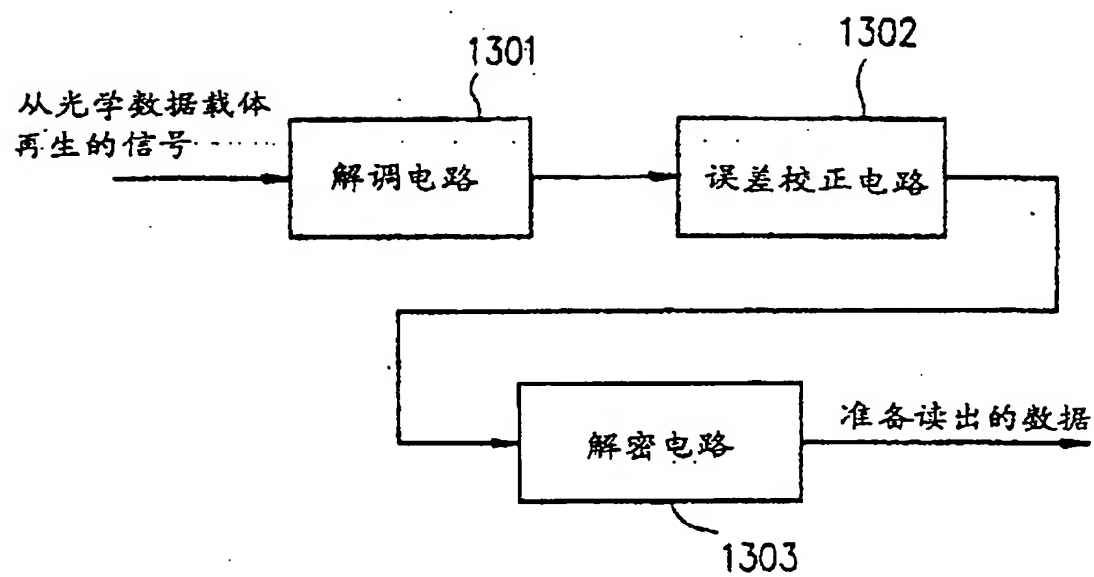 1301
1302
从光学数据载体
再生的信号
解调电路
误差校正电路
准备读出的数据
解密电路
1303